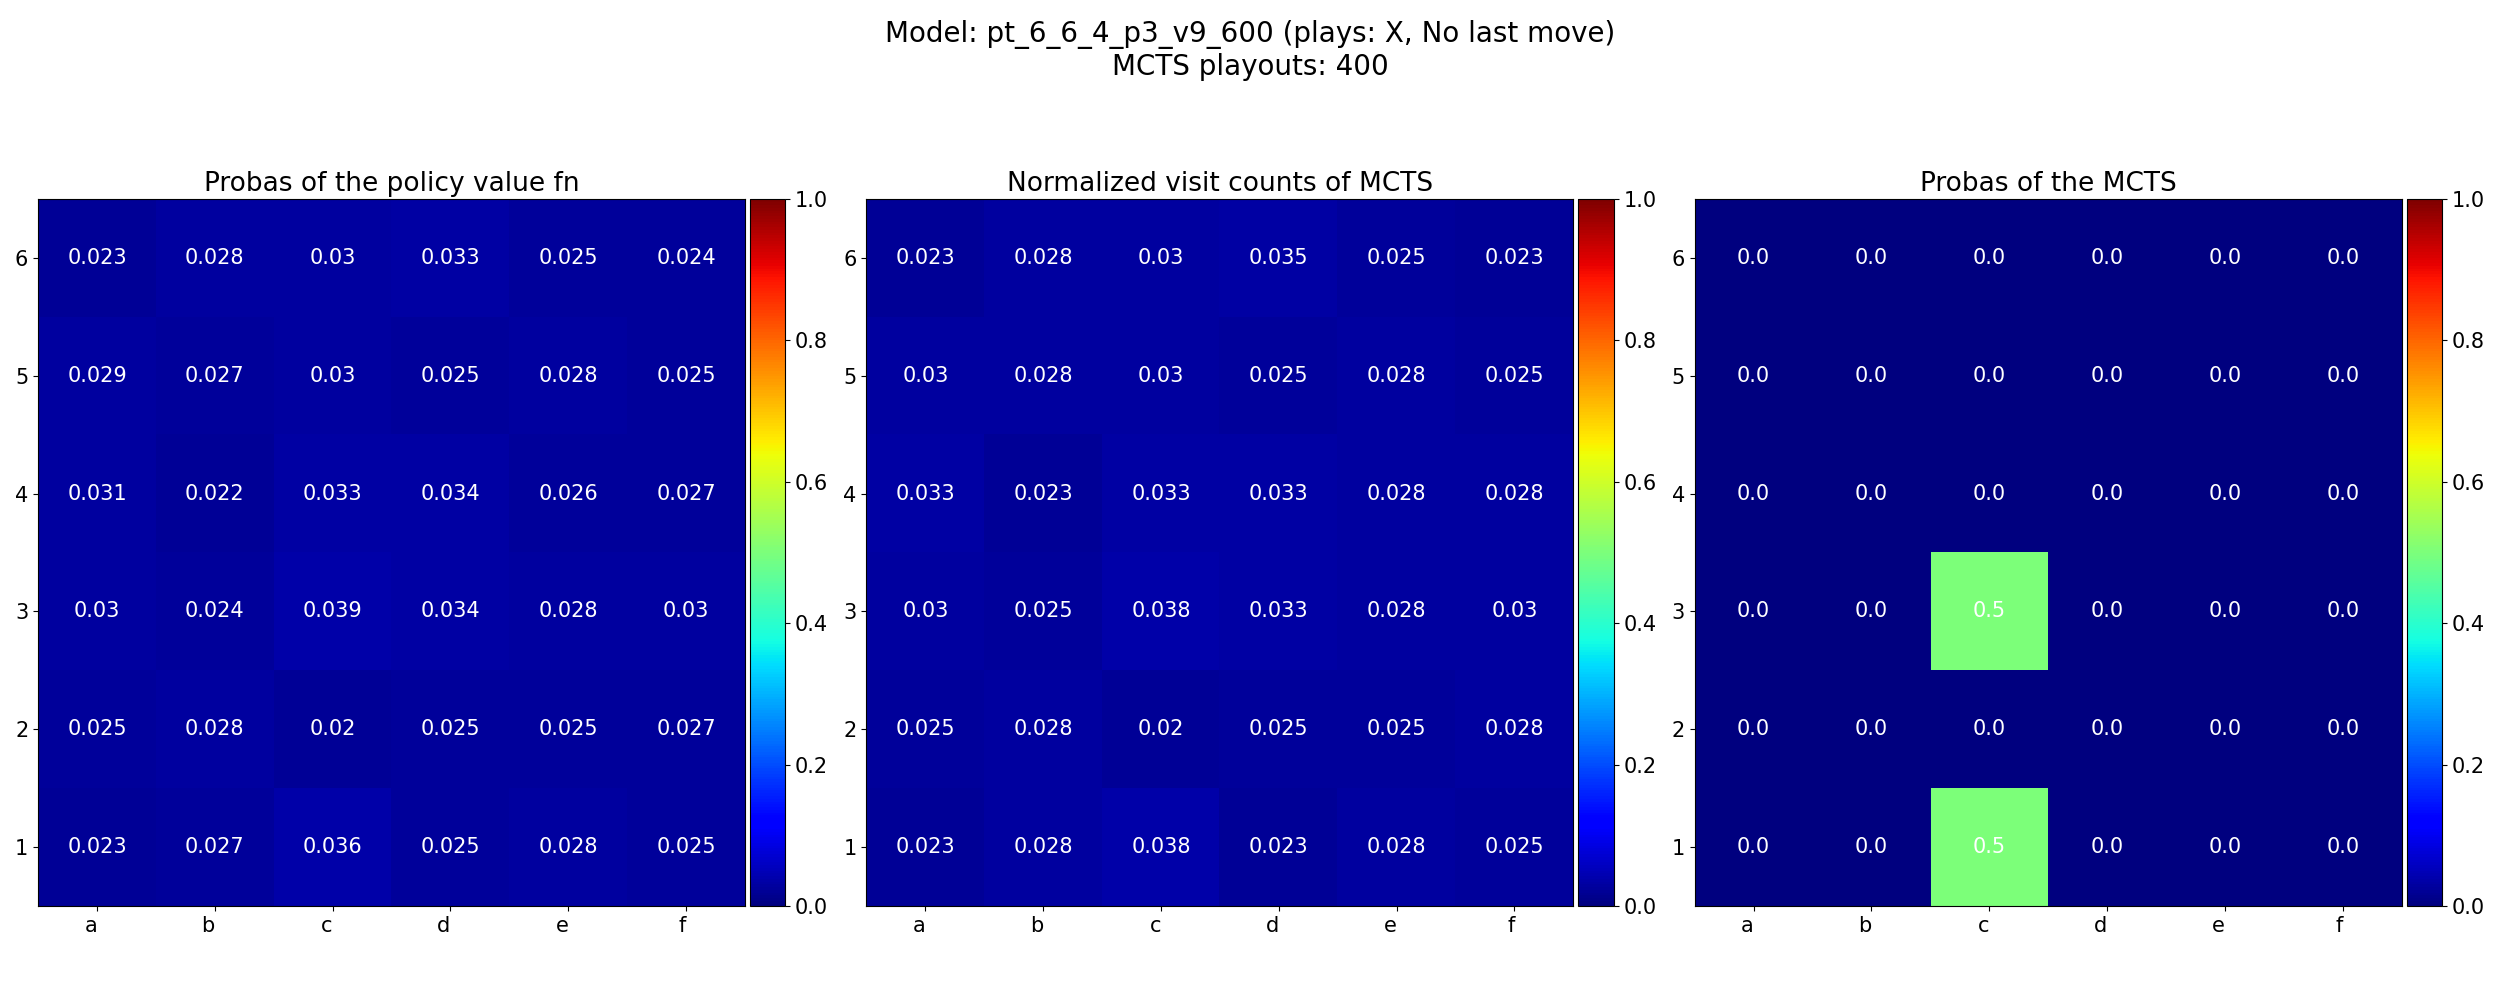 Model: pt_6_6_4_p3_v9_600 (plays: X, No last move)
MCTS playouts: 400
Probas of the policy value fn
1.0
6 0.023 0.028 0.03 0.033 0.025 0.024
0.8
5 0.029 0.027 0.03 0.025 0.028 0.025
0.6
4 0.031 0.022 0.033 0.034 0.026 0.027
3 0.03 0.024 0.039 0.034 0.028 0.03
0.4
2 0.025 0.028 0.02 0.025 0.025 0.027
0.2
1 0.023 0.027 0.036 0.025 0.028 0.025
0.0
a b c d e f
Normalized visit counts of MCTS
1.0
6 0.023 0.028 0.03 0.035 0.025 0.023
0.8
5 0.03 0.028 0.03 0.025 0.028 0.025
0.6
4 0.033 0.023 0.033 0.033 0.028 0.028
3 0.03 0.025 0.038 0.033 0.028 0.03
0.4
2 0.025 0.028 0.02 0.025 0.025 0.028
0.2
1 0.023 0.028 0.038 0.023 0.028 0.025
0.0
a b c d e f
Probas of the MCTS
1.0
6 0.0 0.0 0.0 0.0 0.0 0.0
0.8
5 0.0 0.0 0.0 0.0 0.0 0.0
0.6
4 0.0 0.0 0.0 0.0 0.0 0.0
3 0.0 0.0 0.5 0.0 0.0 0.0
0.4
2 0.0 0.0 0.0 0.0 0.0 0.0
0.2
1 0.0 0.0 0.5 0.0 0.0 0.0
0.0
a b c d e f